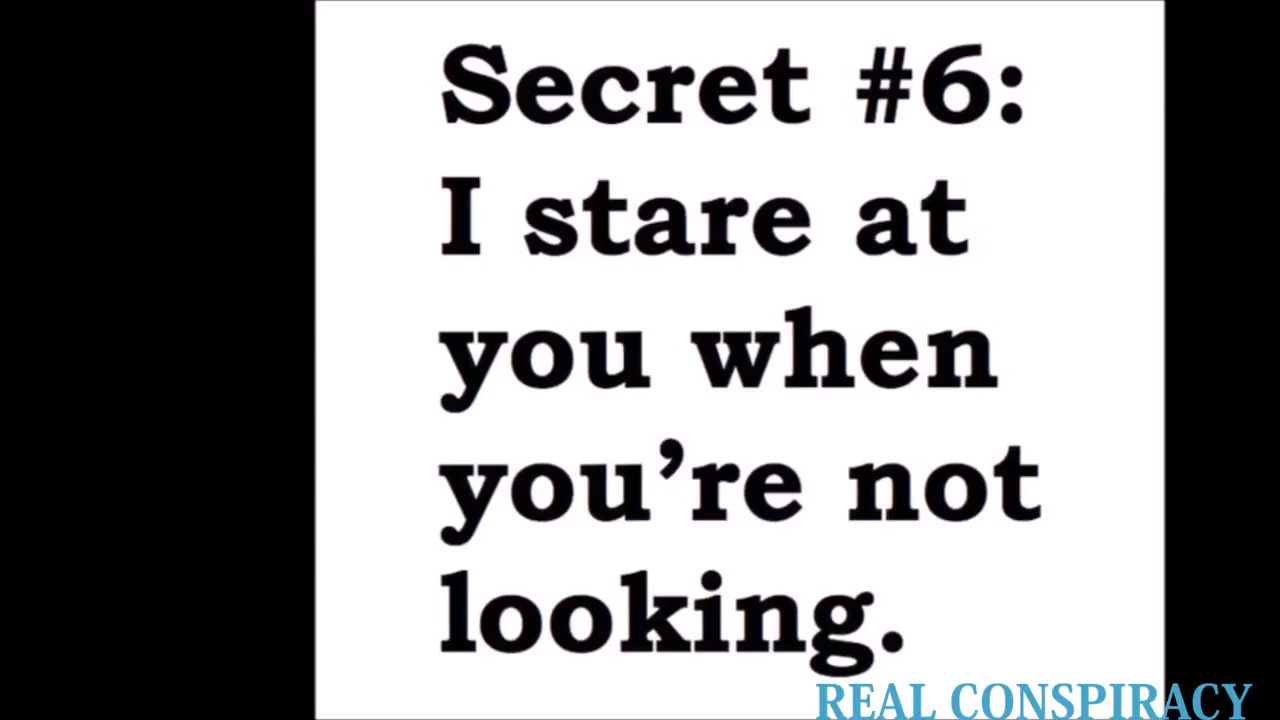 Secret #6:
I stare at
you when
you’re not
looking.
REAL CONSPIRACY